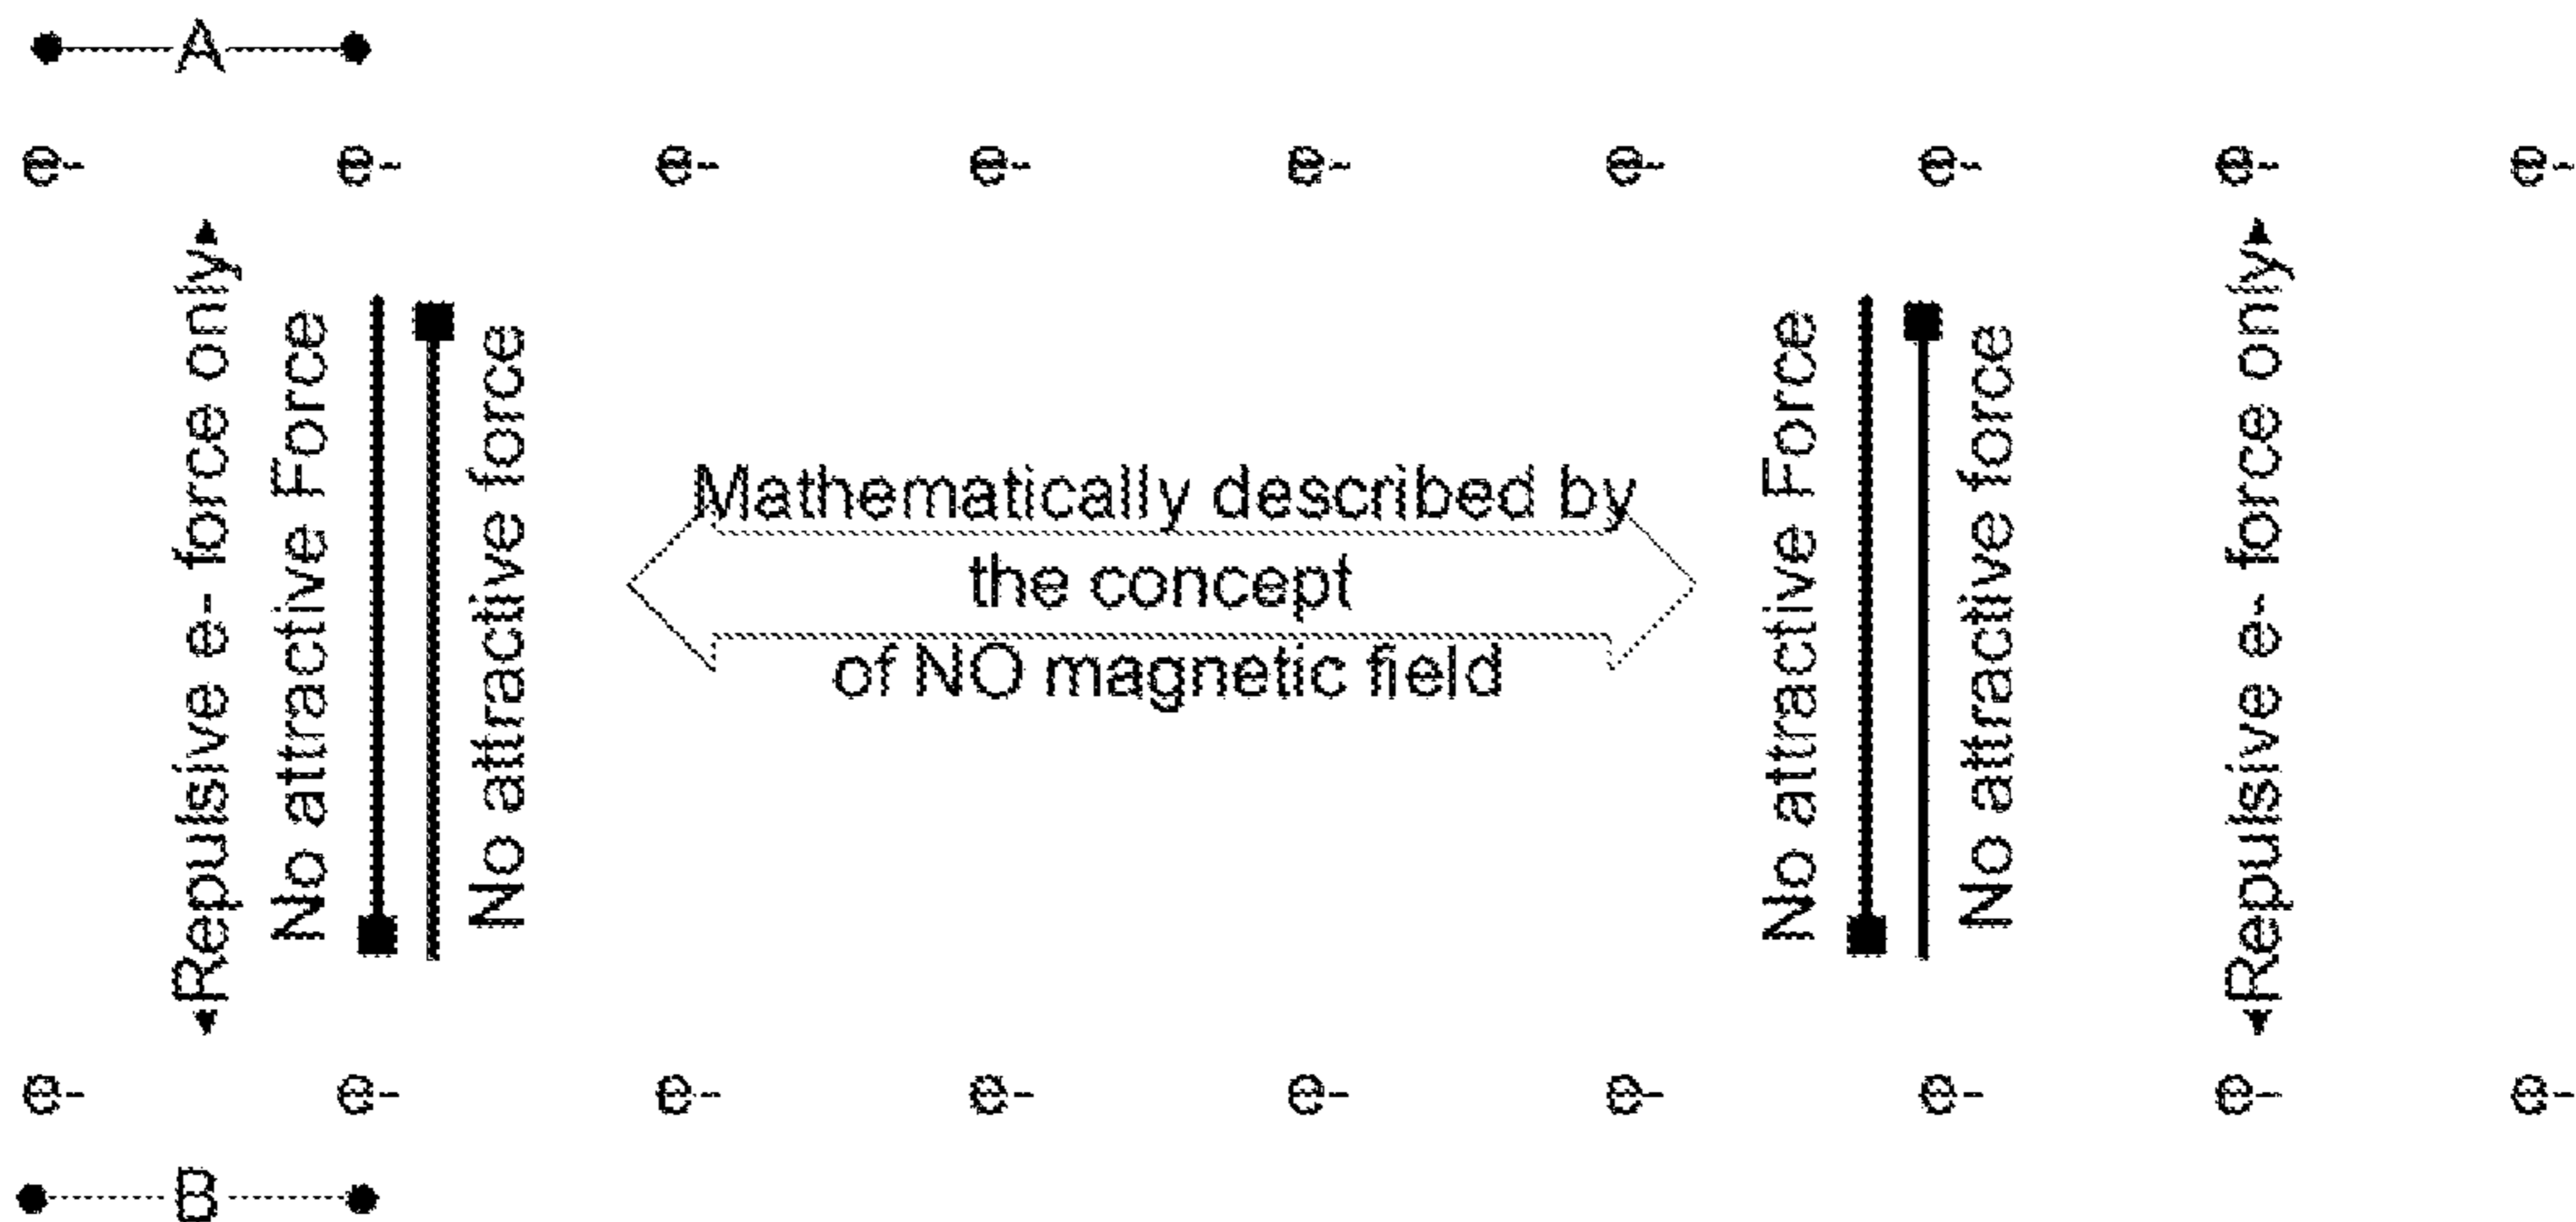 A
e- e- e- e- e- e- e- e- e-
Repulsive e- force only
No attractive Force
No attractive force
Mathematically described by
the concept
of NO magnetic field
No attractive Force
No attractive force
Repulsive e- force only
e- e- e- e- e- e- e- e- e-
B